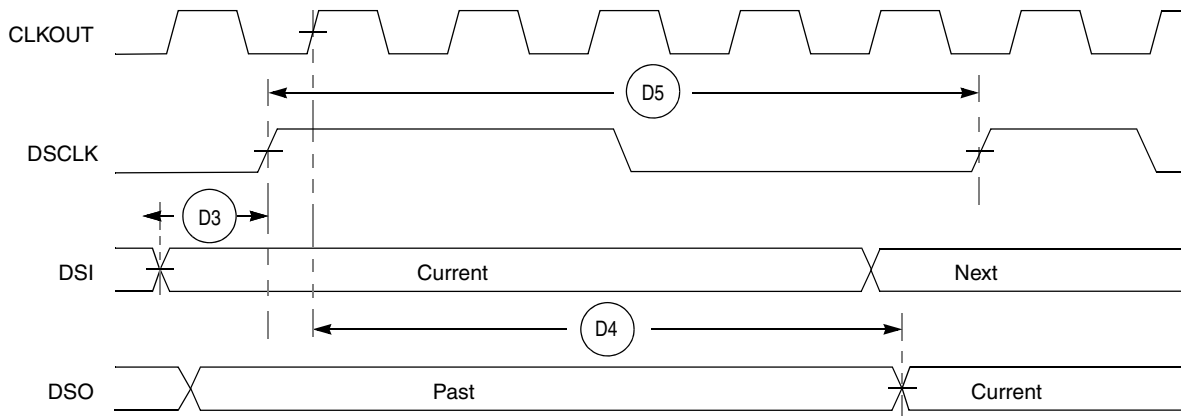 CLKOUT
D5
DSCLK
D3
DSI
Current
Next
D4
DSO
Past
Current